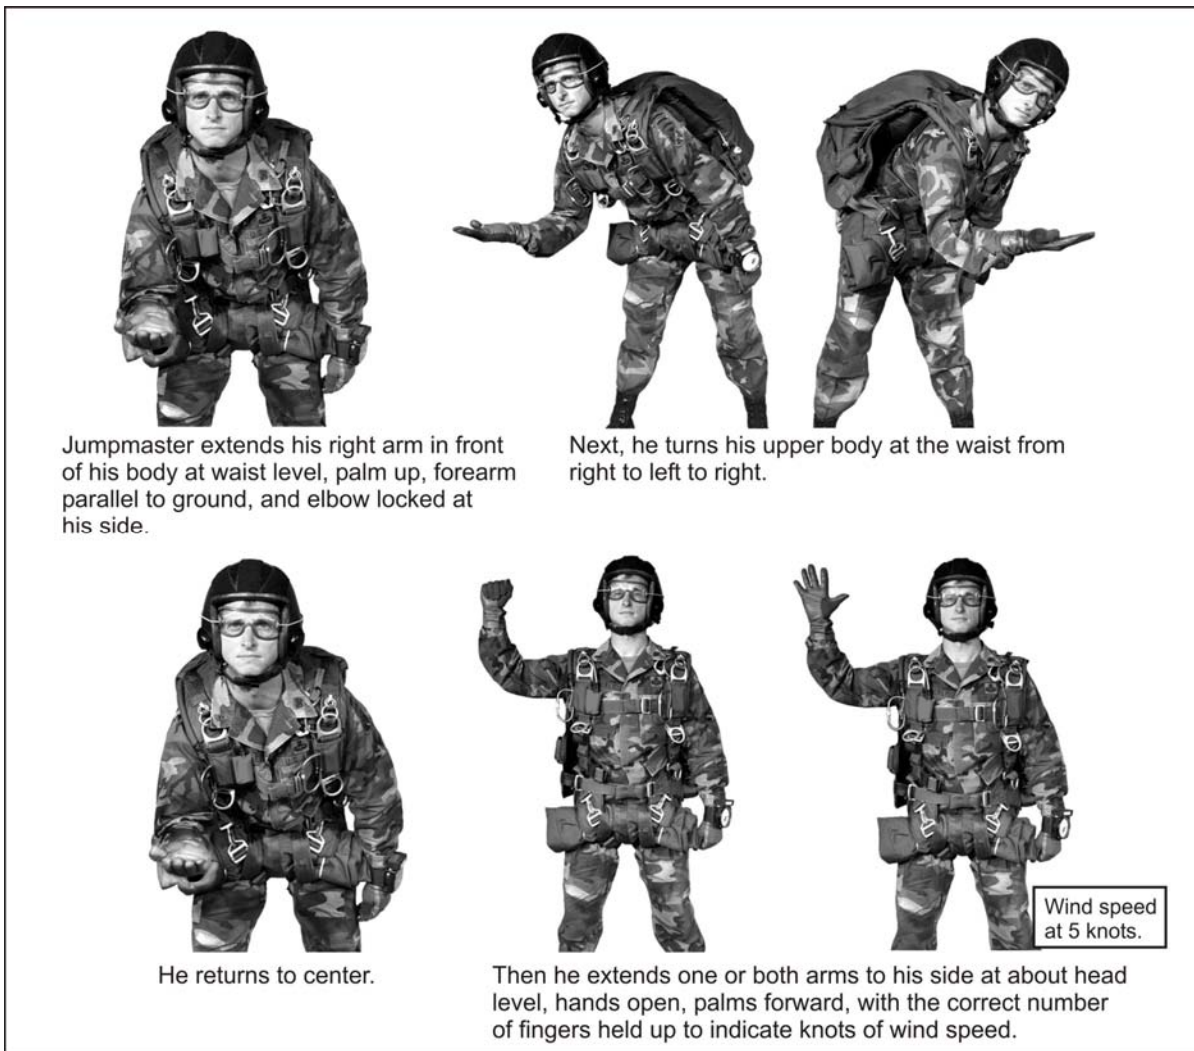 Jumpmaster extends his right arm in front
of his body at waist level, palm up, forearm
parallel to ground, and elbow locked at
his side.
Next, he turns his upper body at the waist from
right to left to right.
He returns to center.
Wind speed
at 5 knots.
Then he extends one or both arms to his side at about head
level, hands open, palms forward, with the correct number
of fingers held up to indicate knots of wind speed.